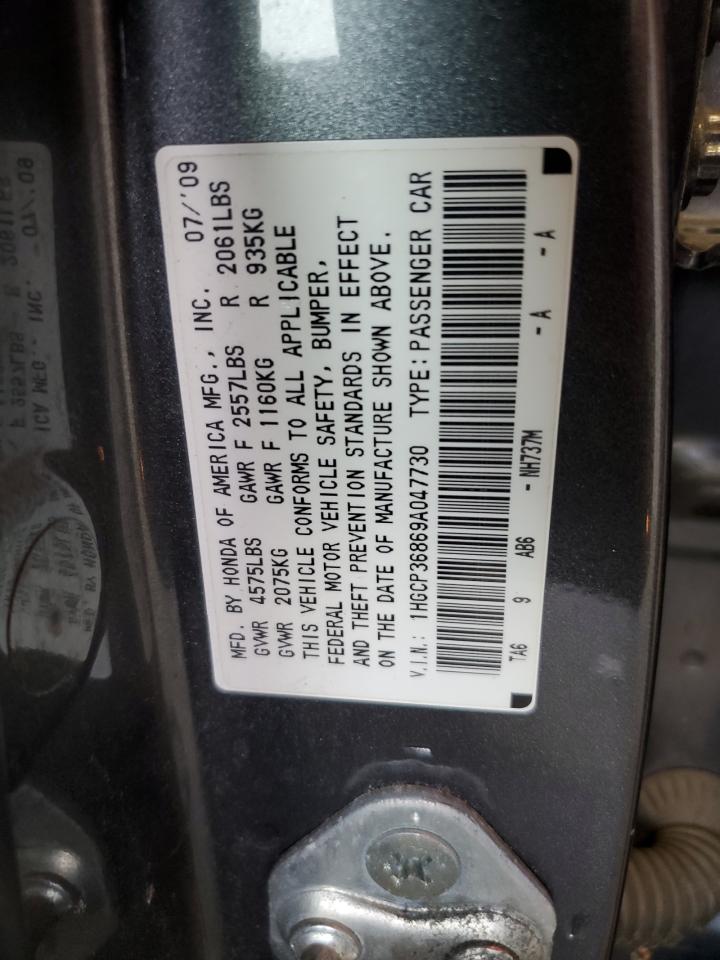 MFD. BY HONDA OF AMERICA MFG., INC. 07/'09
GVWR 4575LBS GAWR F 2557LBS R 2061LBS
GVWR 2075KG GAWR F 1160KG R 935KG
THIS VEHICLE CONFORMS TO ALL APPLICABLE
FEDERAL MOTOR VEHICLE SAFETY, BUMPER,
AND THEFT PREVENTION STANDARDS IN EFFECT
ON THE DATE OF MANUFACTURE SHOWN ABOVE.
V.I.N.: 1HGCP36869A047730 TYPE: PASSENGER CAR
TA6 9 AB6 - NH737M - A - A